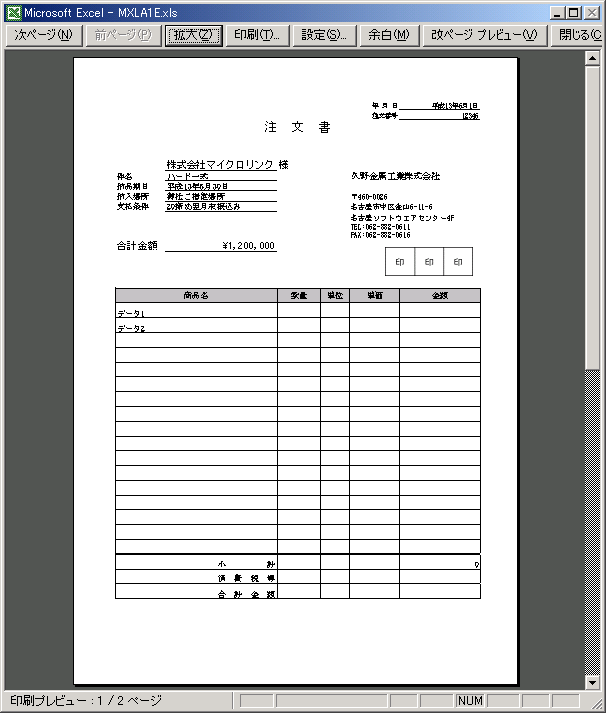 Microsoft Excel - MXLA1E.xls
次ページ(N) 前ページ(P) 拡大(Z) 印刷(T)... 設定(S)... 余白(M) 改ページ プレビュー(V) 閉じる(C
年 月 日 平成13年6月1日
注文番号 12346
注 文 書
株式会社マイクロリンク 様
件名 ハード一式
納品期日 平成13年6月30日
納入場所 御社ご指定場所
支払条件 20締め翌月末振込み
久野金属工業株式会社
〒460-0026
名古屋市中区金山6-11-6
名古屋ソフトウエアセンター4F
TEL:062-332-0611
FAX:062-332-0616
合計金額 ¥1,200,000
印 印 印
商品名 数量 単位 単価 金額
データ1
データ2
小 計 0
消 費 税 等
合 計 金 額
印刷プレビュー : 1 / 2 ページ NUM